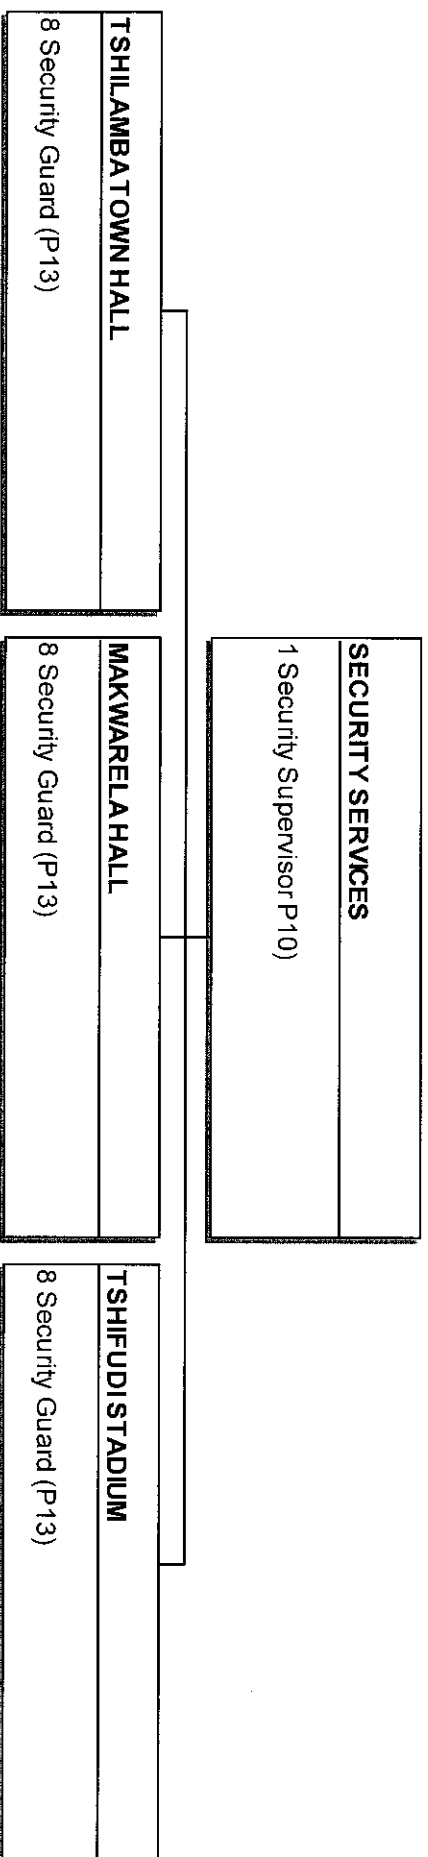 SECURITY SERVICES
1 Security Supervisor P10)
TSHILAMBA TOWN HALL
8 Security Guard (P13)
MAKWARELA HALL
8 Security Guard (P13)
TSHIFUDI STADIUM
8 Security Guard (P13)